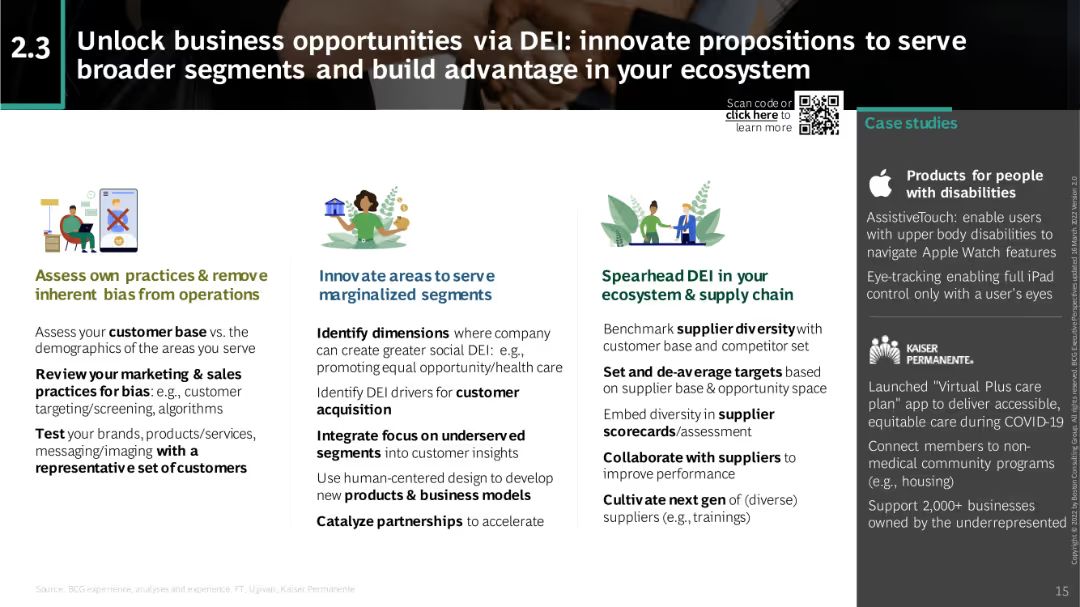 2.3
Unlock business opportunities via DEI: innovate propositions to serve
broader segments and build advantage in your ecosystem
Scan code or
click here to
learn more
Assess own practices & remove
inherent bias from operations
Assess your customer base vs. the
demographics of the areas you serve
Review your marketing & sales
practices for bias: e.g., customer
targeting/screening, algorithms
Test your brands, products/services,
messaging/imaging with a
representative set of customers
Innovate areas to serve
marginalized segments
Identify dimensions where company
can create greater social DEI: e.g.,
promoting equal opportunity/health care
Identify DEI drivers for customer
acquisition
Integrate focus on underserved
segments into customer insights
Use human-centered design to develop
new products & business models
Catalyze partnerships to accelerate
Spearhead DEI in your
ecosystem & supply chain
Benchmark supplier diversity with
customer base and competitor set
Set and de-average targets based
on supplier base & opportunity space
Embed diversity in supplier
scorecards/assessment
Collaborate with suppliers to
improve performance
Cultivate next gen of (diverse)
suppliers (e.g., trainings)
Case studies
Products for people
with disabilities
AssistiveTouch: enable users
with upper body disabilities to
navigate Apple Watch features
Eye-tracking enabling full iPad
control only with a user's eyes
KAISER
PERMANENTE®
Launched "Virtual Plus care
plan" app to deliver accessible,
equitable care during COVID-19
Connect members to non-
medical community programs
(e.g., housing)
Support 2,000+ businesses
owned by the underrepresented
Source: BCG experience, analyses and experience, FT, Ujjivan, Kaiser Permanente
15
Copyright © 2022 by Boston Consulting Group. All rights reserved. BCG Executive Perspectives updated 16 March 2022 Version 2.0